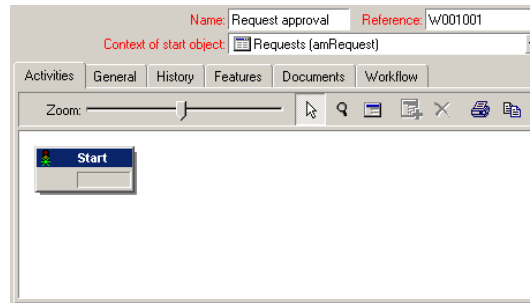 Name: Request approval Reference: W001001
Context of start object: Requests (amRequest)
Activities General History Features Documents Workflow
Zoom:
Start